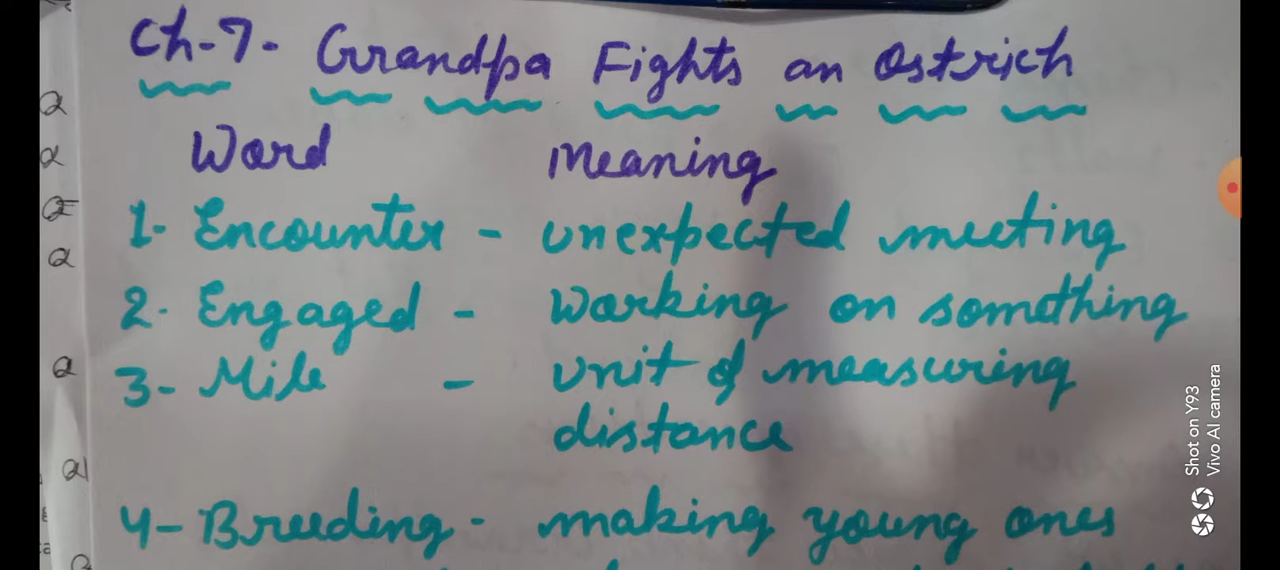 Ch-7- Grandpa Fights an Ostrich
Word Meaning
1- Encounter - unexpected meeting
2- Engaged - Working on something
3- Mile - unit of measuring
distance
4- Breeding - making young ones
Shot on Y93
Vivo AI camera